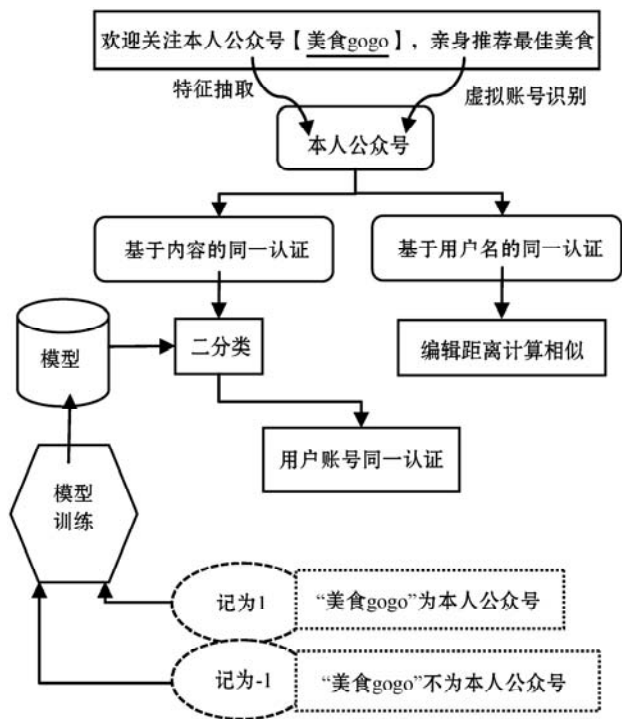 欢迎关注本人公众号【美食gogo】，亲身推荐最佳美食
特征抽取
虚拟账号识别
本人公众号
基于内容的同一认证
基于用户名的同一认证
模型
二分类
编辑距离计算相似
用户账号同一认证
模型
训练
记为1
“美食gogo”为本人公众号
记为-1
“美食gogo”不为本人公众号